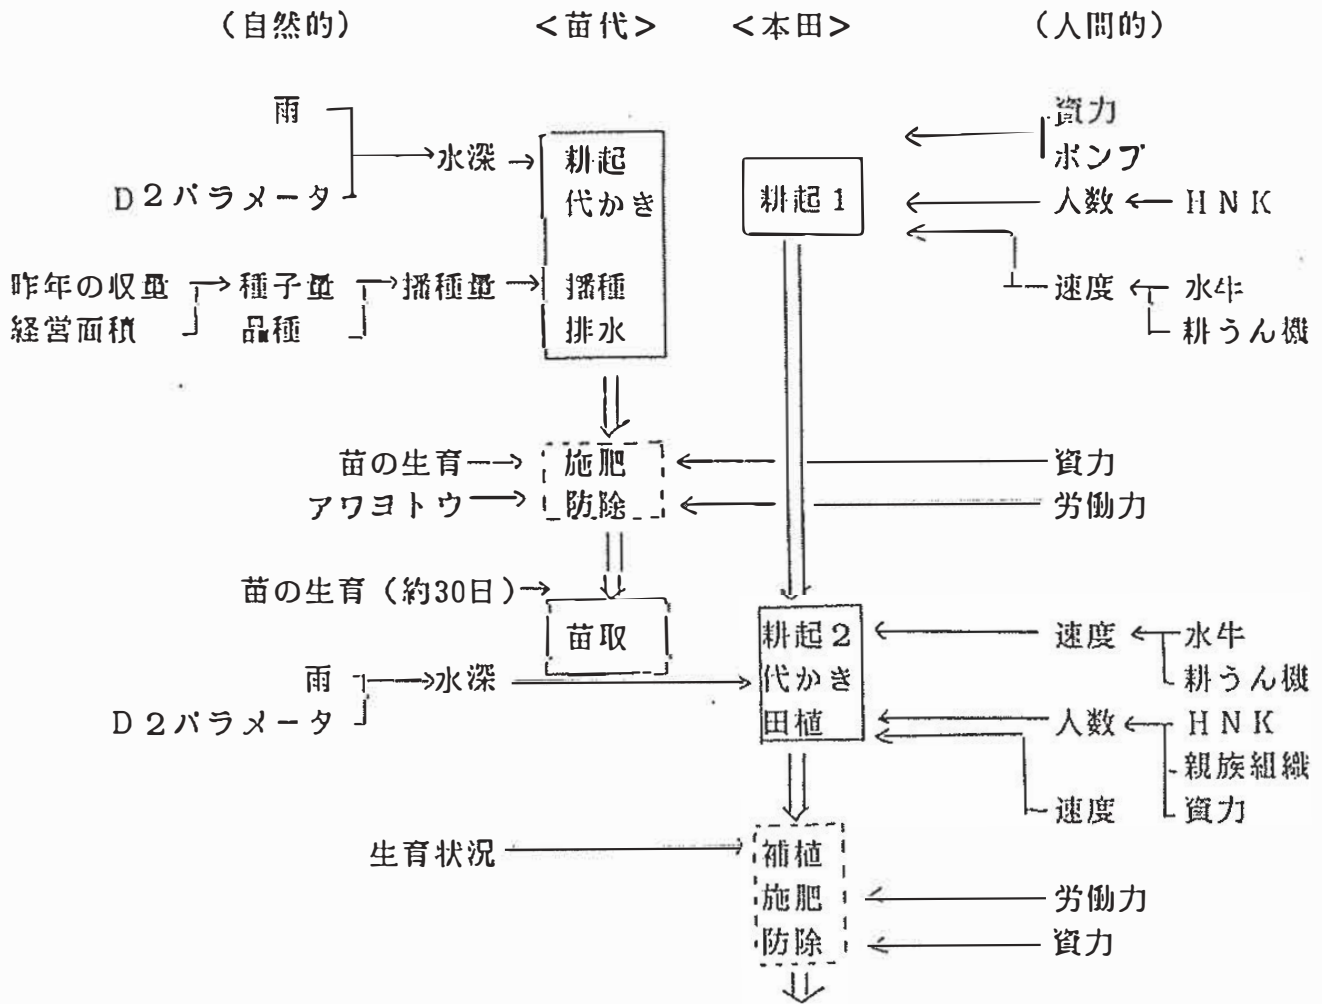 (自然的) <苗代> <本田> (人間的)
雨 資力
水深 耕起 ポンプ
D2パラメータ 代かき 耕起1 人数 HNK
昨年の収量 種子量 播種量 播種 速度 水牛
経営面積 品種 排水 耕うん機
苗の生育 施肥 資力
アワヨトウ 防除 労働力
苗の生育(約30日)
苗取 耕起2 速度 水牛
雨 水深 代かき 耕うん機
D2パラメータ 田植 人数 HNK
親族組織
速度 資力
生育状況 補植
施肥 労働力
防除 資力